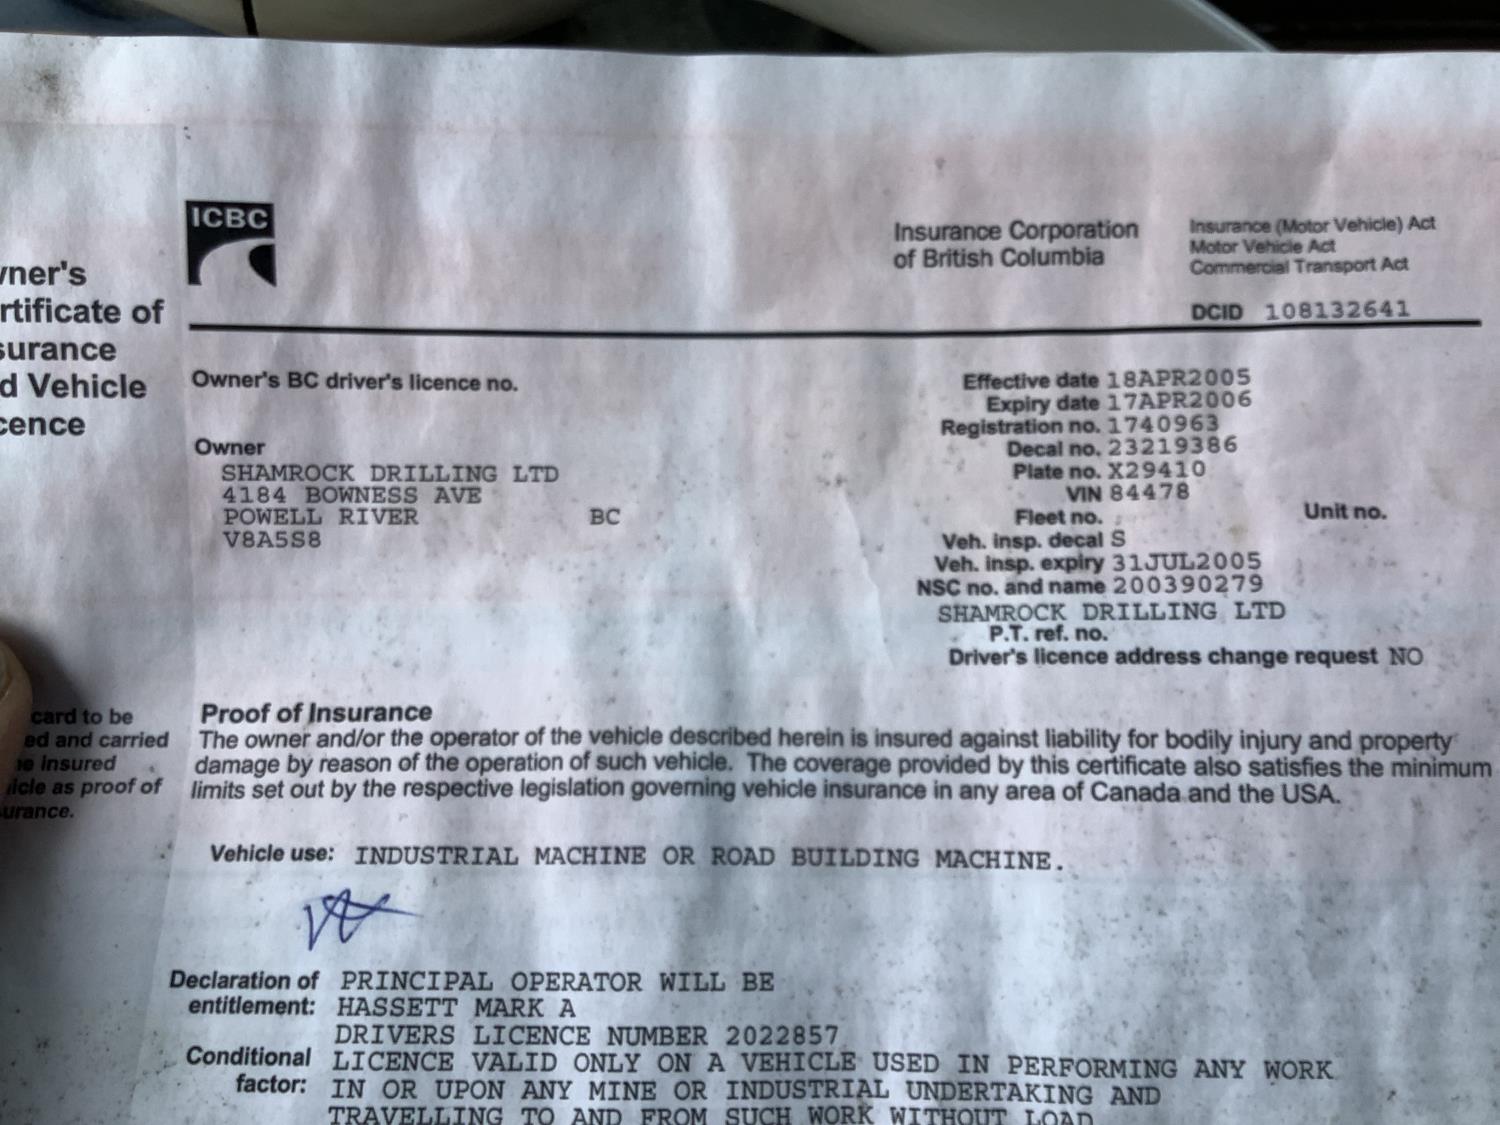 ICBC
Insurance Corporation
of British Columbia
Insurance (Motor Vehicle) Act
Motor Vehicle Act
Commercial Transport Act
DCID 108132641
wner's
rtificate of
surance
d Vehicle
cence
Owner's BC driver's licence no.
Owner
SHAMROCK DRILLING LTD
4184 BOWNESS AVE
POWELL RIVER BC
V8A5S8
Effective date 18APR2005
Expiry date 17APR2006
Registration no. 1740963
Decal no. 23219386
Plate no. X29410
VIN 84478
Fleet no. Unit no.
Veh. insp. decal S
Veh. insp. expiry 31JUL2005
NSC no. and name 200390279
SHAMROCK DRILLING LTD
P.T. ref. no.
Driver's licence address change request NO
card to be
ed and carried
he insured
icle as proof of
urance.
Proof of Insurance
The owner and/or the operator of the vehicle described herein is insured against liability for bodily injury and property
damage by reason of the operation of such vehicle. The coverage provided by this certificate also satisfies the minimum
limits set out by the respective legislation governing vehicle insurance in any area of Canada and the USA.
Vehicle use: INDUSTRIAL MACHINE OR ROAD BUILDING MACHINE.
Declaration of PRINCIPAL OPERATOR WILL BE
entitlement: HASSETT MARK A
DRIVERS LICENCE NUMBER 2022857
Conditional LICENCE VALID ONLY ON A VEHICLE USED IN PERFORMING ANY WORK
factor: IN OR UPON ANY MINE OR INDUSTRIAL UNDERTAKING AND
TRAVELLING TO AND FROM SUCH WORK WITHOUT LOAD